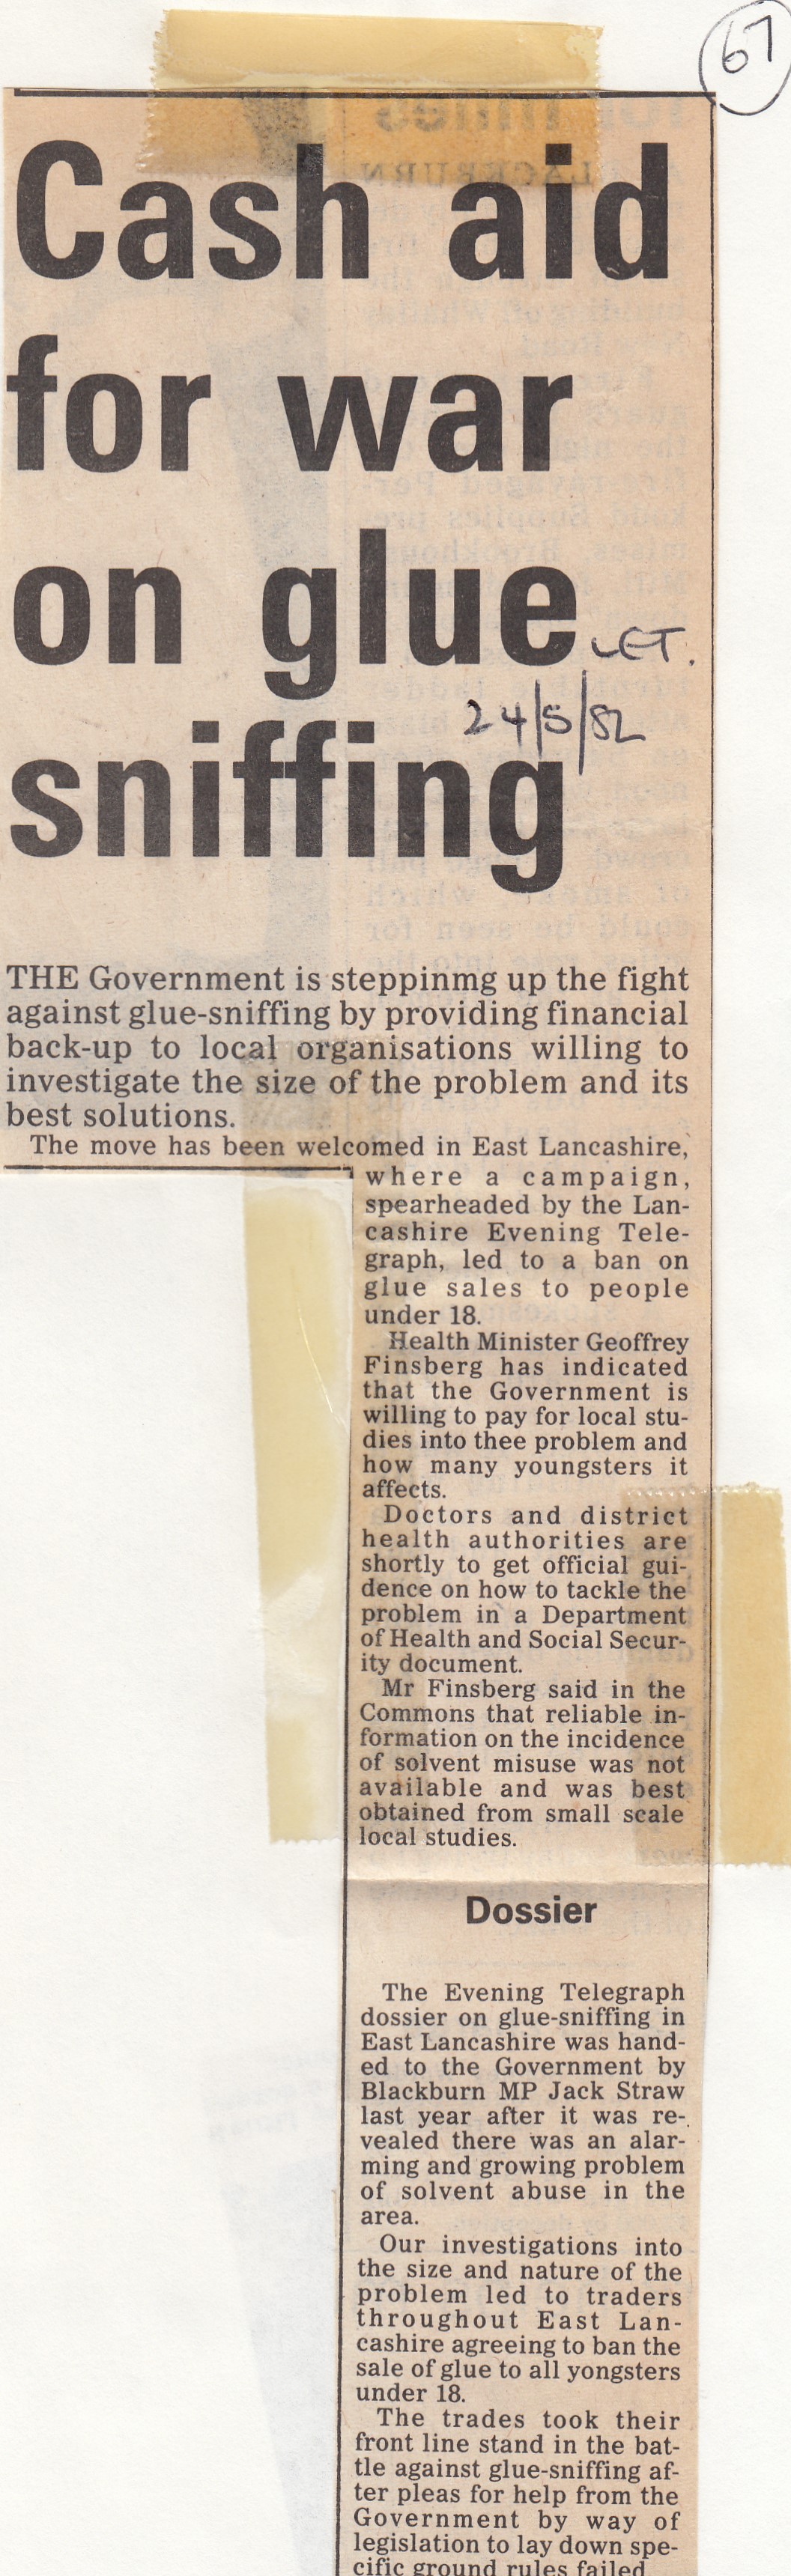 67
Cash aid
for war
on glue
LET.
24/5/82
sniffing
THE Government is steppinmg up the fight
against glue-sniffing by providing financial
back-up to local organisations willing to
investigate the size of the problem and its
best solutions.
The move has been welcomed in East Lancashire,
where a campaign,
spearheaded by the Lan-
cashire Evening Tele-
graph, led to a ban on
glue sales to people
under 18.
Health Minister Geoffrey
Finsberg has indicated
that the Government is
willing to pay for local stu-
dies into thee problem and
how many youngsters it
affects.
Doctors and district
health authorities are
shortly to get official gui-
dence on how to tackle the
problem in a Department
of Health and Social Secur-
ity document.
Mr Finsberg said in the
Commons that reliable in-
formation on the incidence
of solvent misuse was not
available and was best
obtained from small scale
local studies.
Dossier
The Evening Telegraph
dossier on glue-sniffing in
East Lancashire was hand-
ed to the Government by
Blackburn MP Jack Straw
last year after it was re-
vealed there was an alar-
ming and growing problem
of solvent abuse in the
area.
Our investigations into
the size and nature of the
problem led to traders
throughout East Lan-
cashire agreeing to ban the
sale of glue to all yongsters
under 18.
The trades took their
front line stand in the bat-
tle against glue-sniffing af-
ter pleas for help from the
Government by way of
legislation to lay down spe-
cific ground rules failed